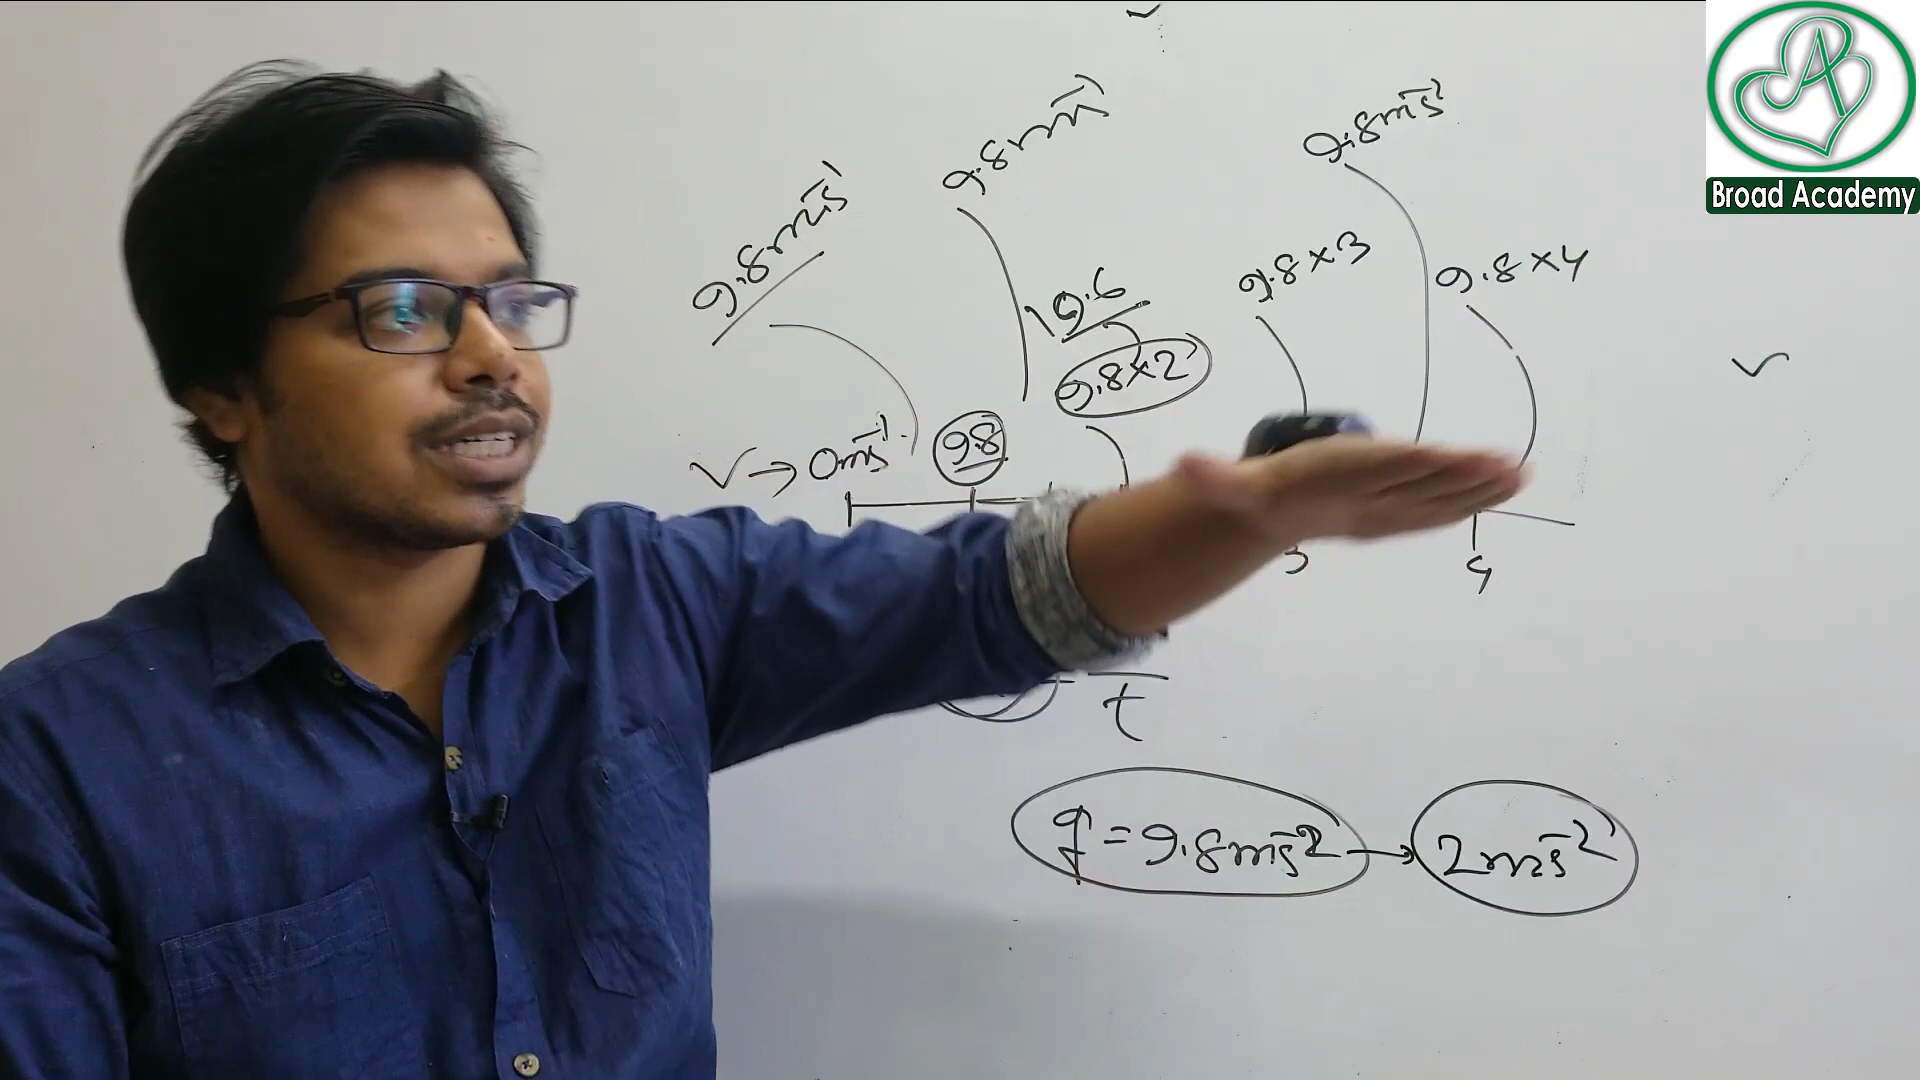 Broad Academy
9.8ms⁻¹
9.8ms⁻¹
9.8ms⁻¹
19.6
9.8×2
9.8×3
9.8×4
V → 0ms⁻¹
9.8
3
4
t
g = 9.8ms⁻² → 2ms⁻²